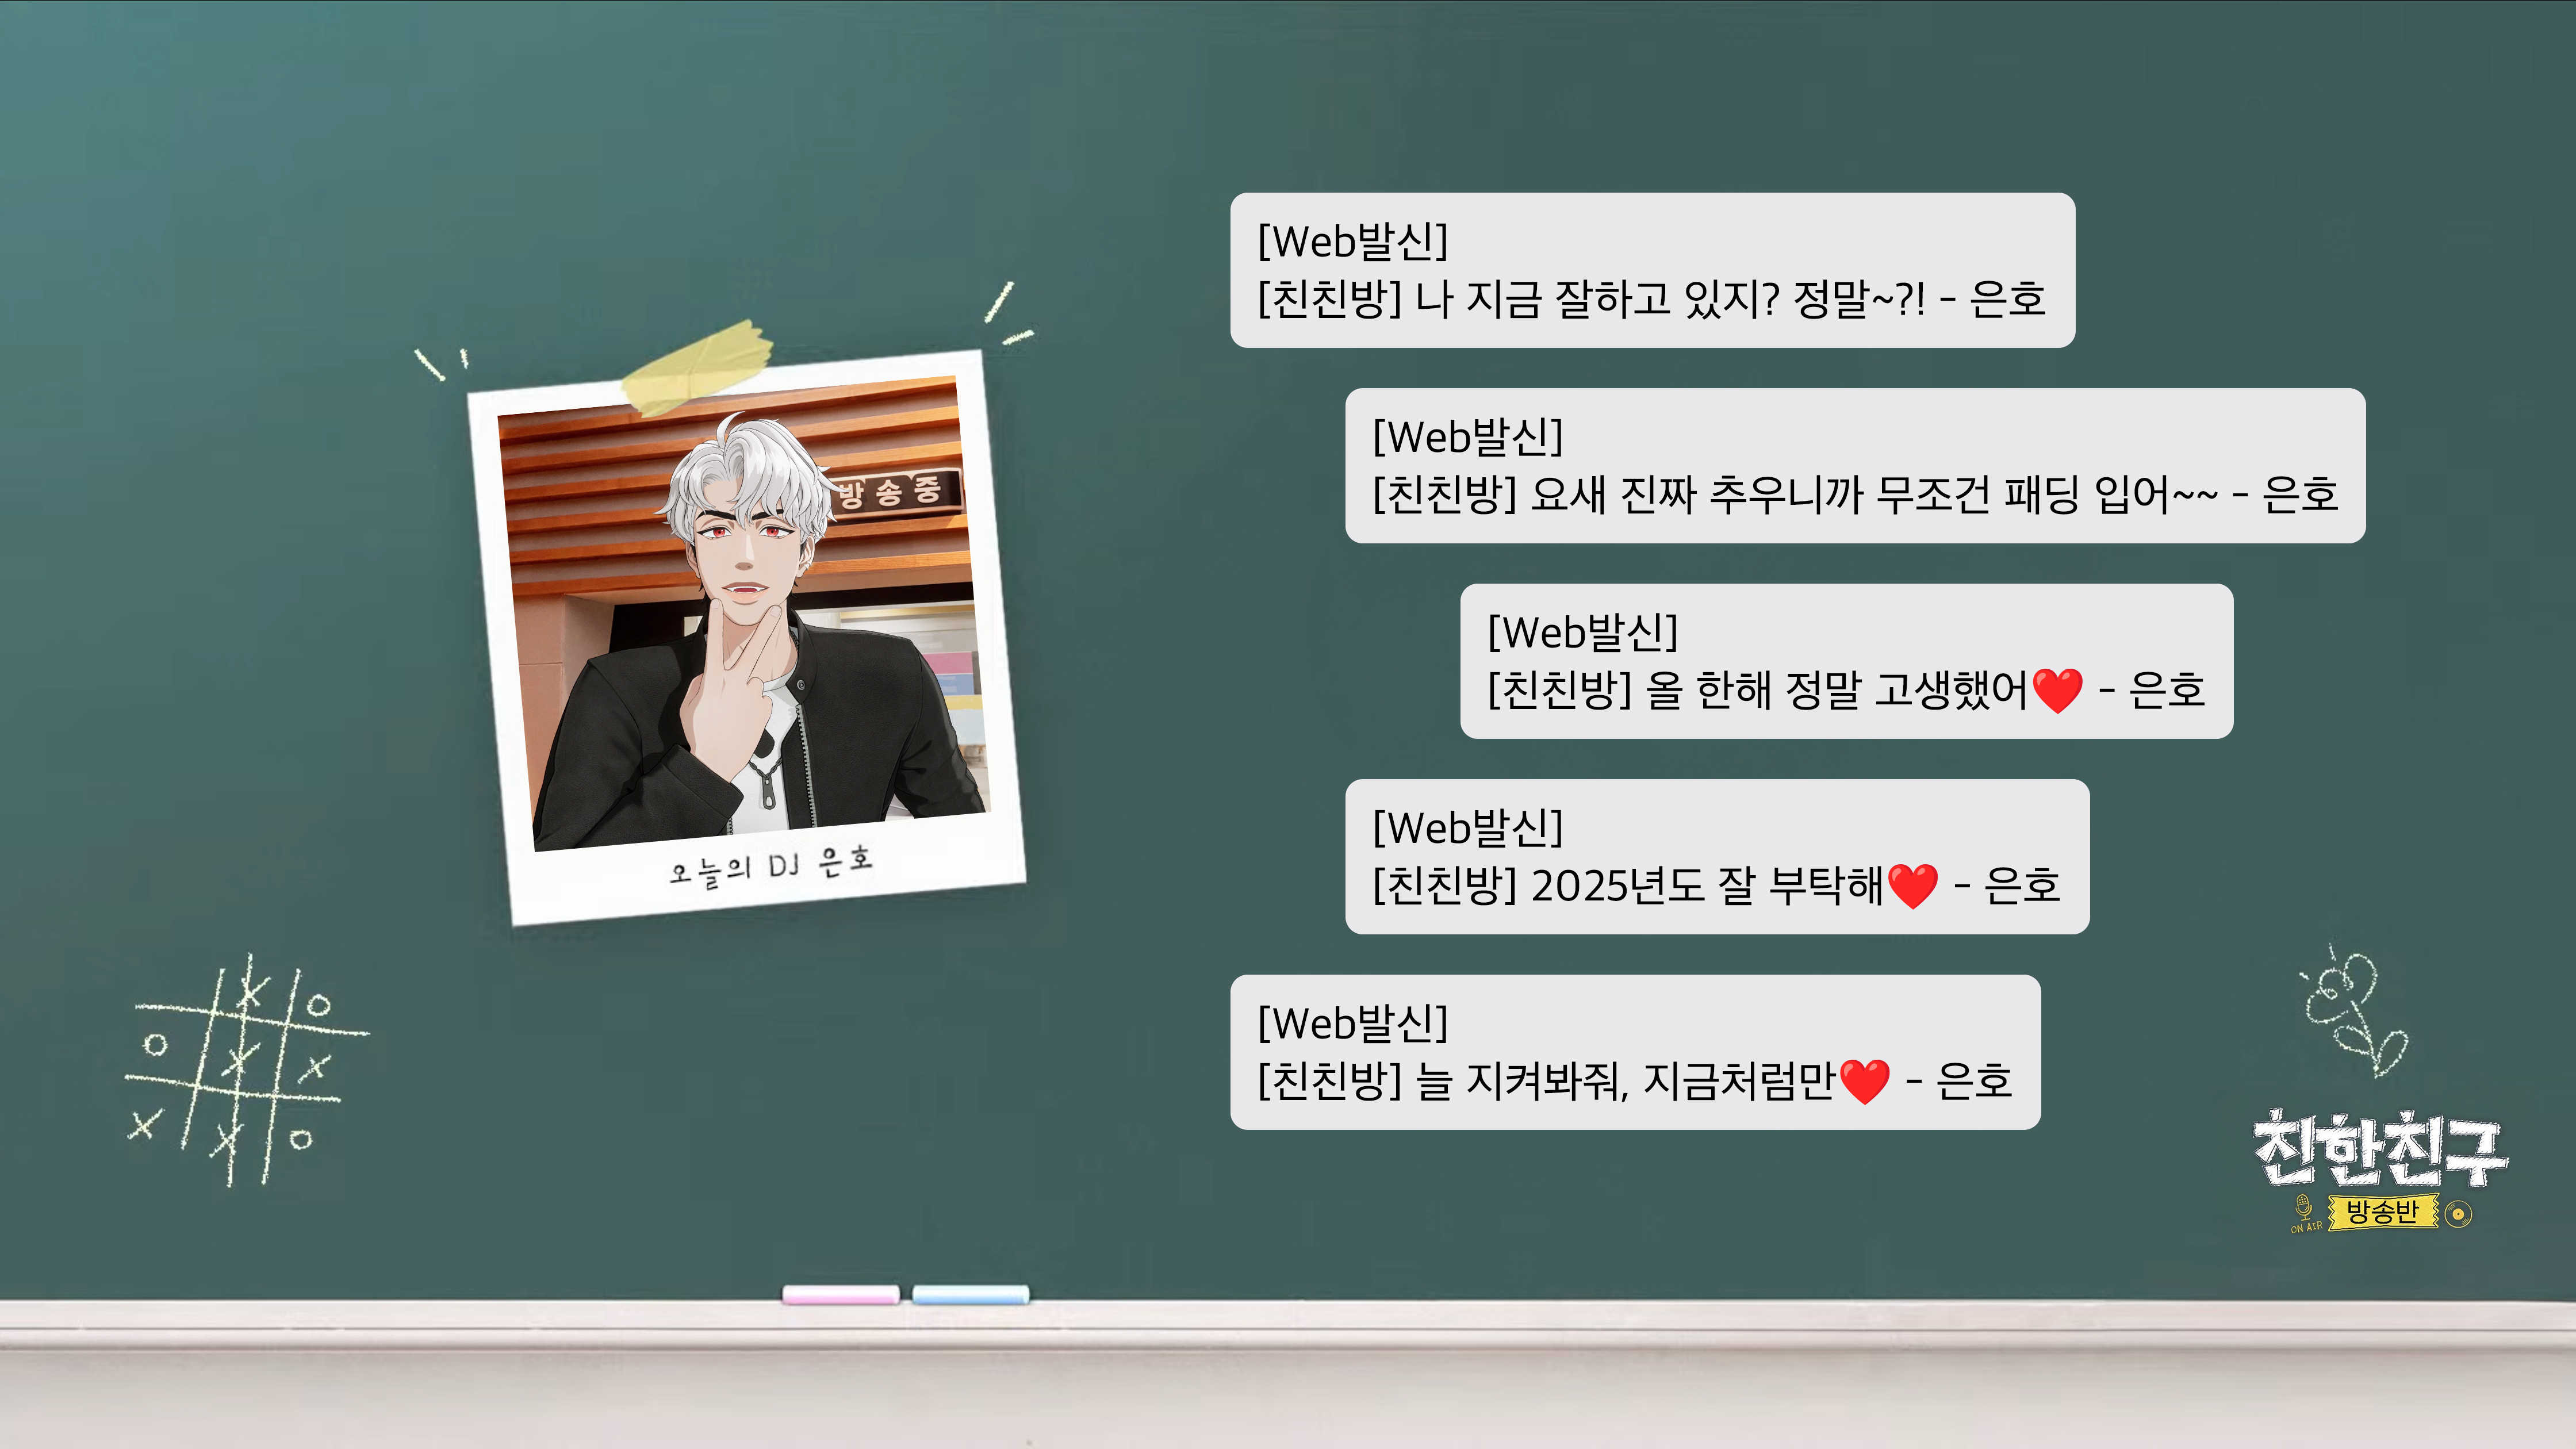 방송중
오늘의 DJ 은호
[Web발신]
[친친방] 나 지금 잘하고 있지? 정말~?! - 은호
[Web발신]
[친친방] 요새 진짜 추우니까 무조건 패딩 입어~~ - 은호
[Web발신]
[친친방] 올 한해 정말 고생했어❤️ - 은호
[Web발신]
[친친방] 2025년도 잘 부탁해❤️ - 은호
[Web발신]
[친친방] 늘 지켜봐줘, 지금처럼만❤️ - 은호
X O
O X X
X X O
친한친구
ON AIR 방송반